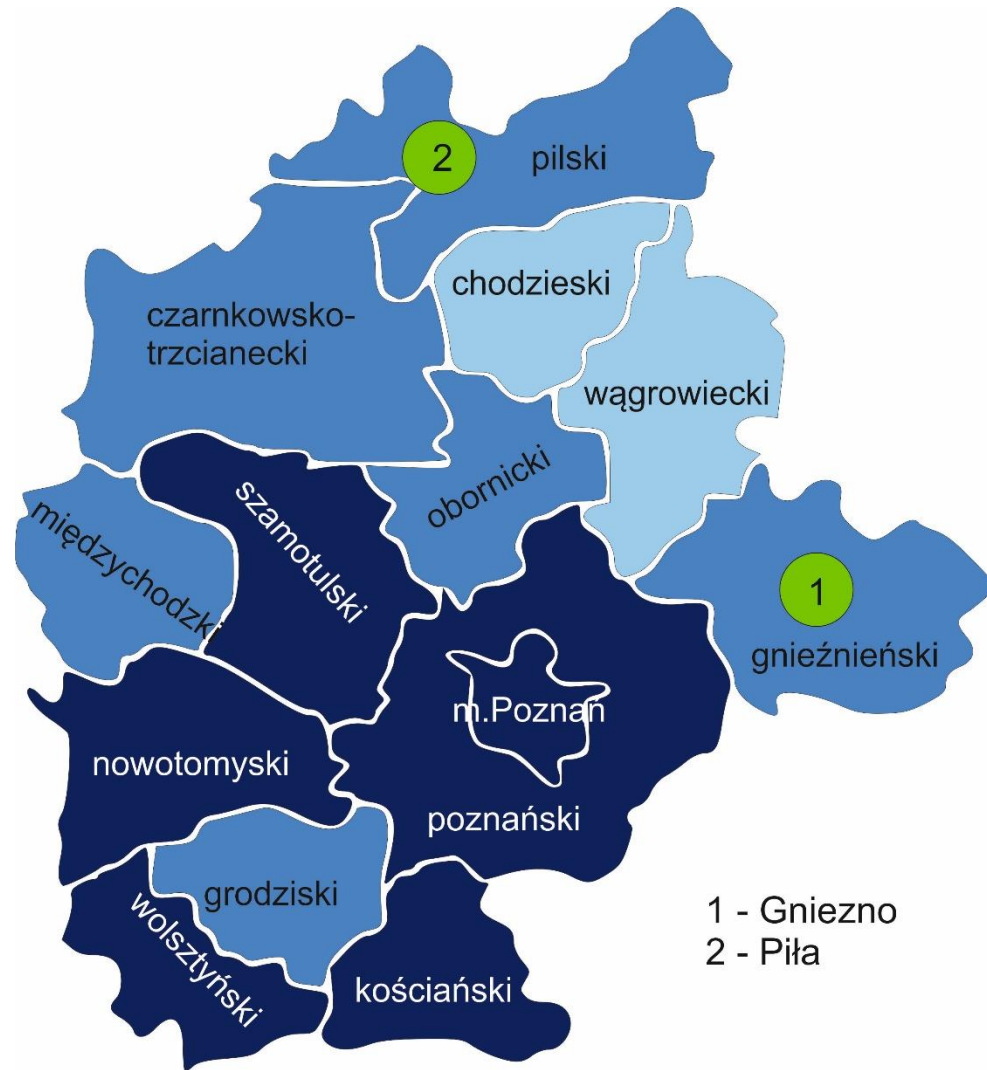 2
pilski
chodzieski
czarnkowsko-
trzcianecki
wągrowiecki
obornicki
szamotulski
międzychodzki
1
gnieźnieński
m.Poznań
nowotomyski
poznański
grodziski
wolsztyński
kościański
1 - Gniezno
2 - Piła